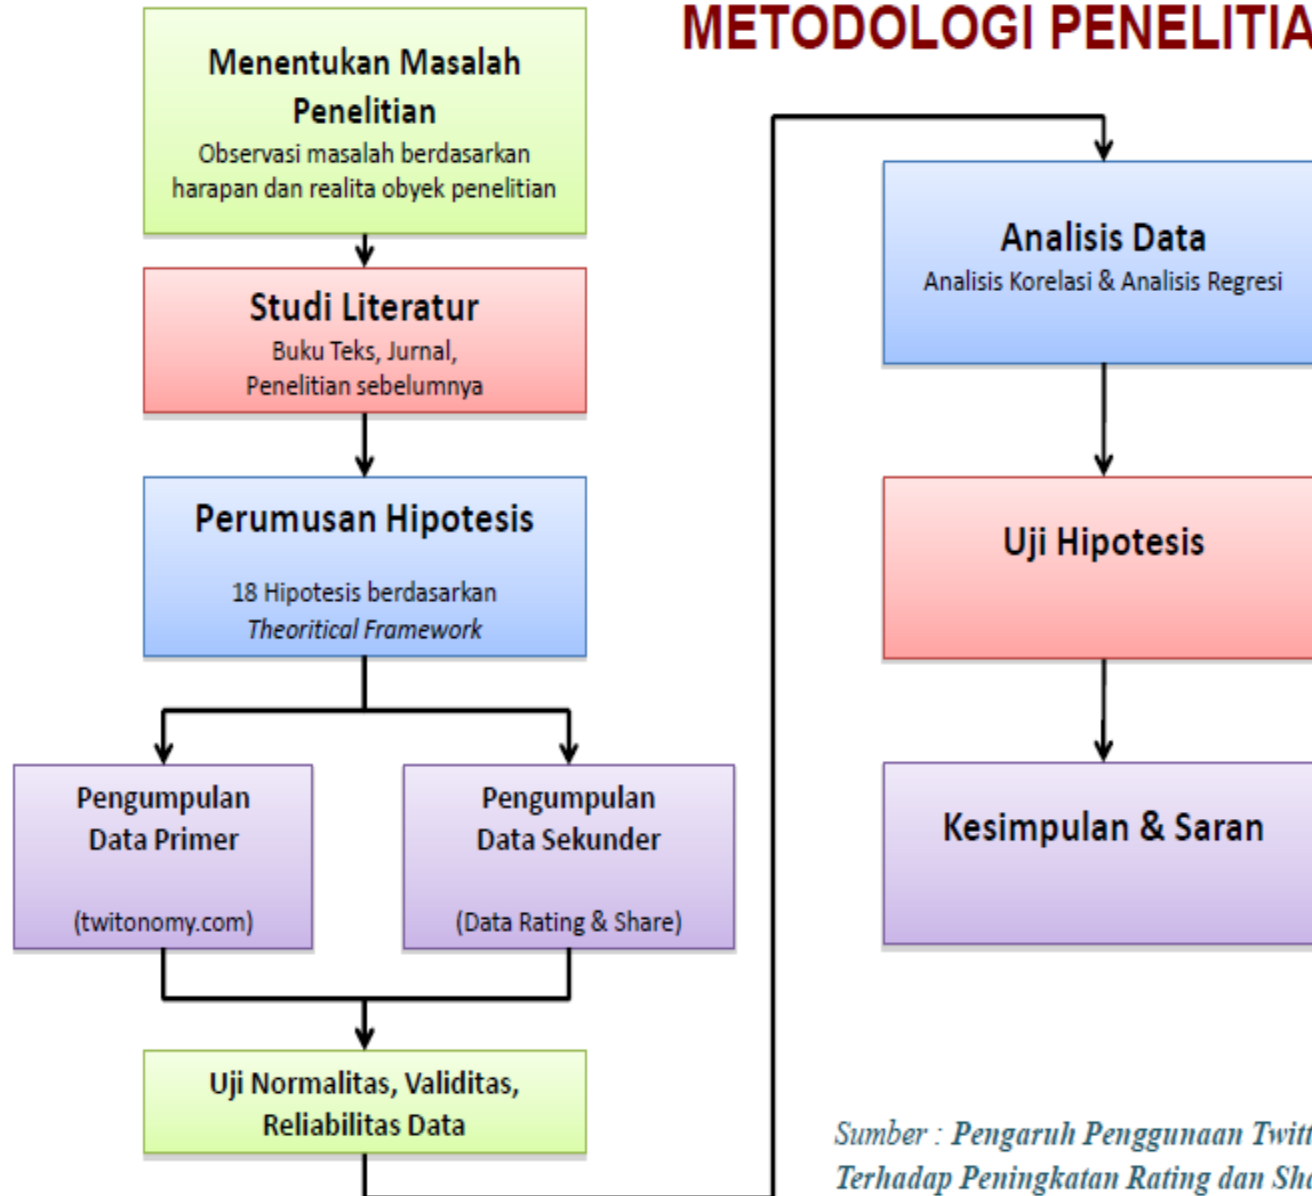 METODOLOGI PENELITIA
Menentukan Masalah
Penelitian
Observasi masalah berdasarkan
harapan dan realita obyek penelitian
Studi Literatur
Buku Teks, Jurnal,
Penelitian sebelumnya
Perumusan Hipotesis
18 Hipotesis berdasarkan
Theoritical Framework
Pengumpulan
Data Primer
(twitonomy.com)
Pengumpulan
Data Sekunder
(Data Rating & Share)
Uji Normalitas, Validitas,
Reliabilitas Data
Analisis Data
Analisis Korelasi & Analisis Regresi
Uji Hipotesis
Kesimpulan & Saran
Sumber : Pengaruh Penggunaan Twitt
Terhadap Peningkatan Rating dan Sha